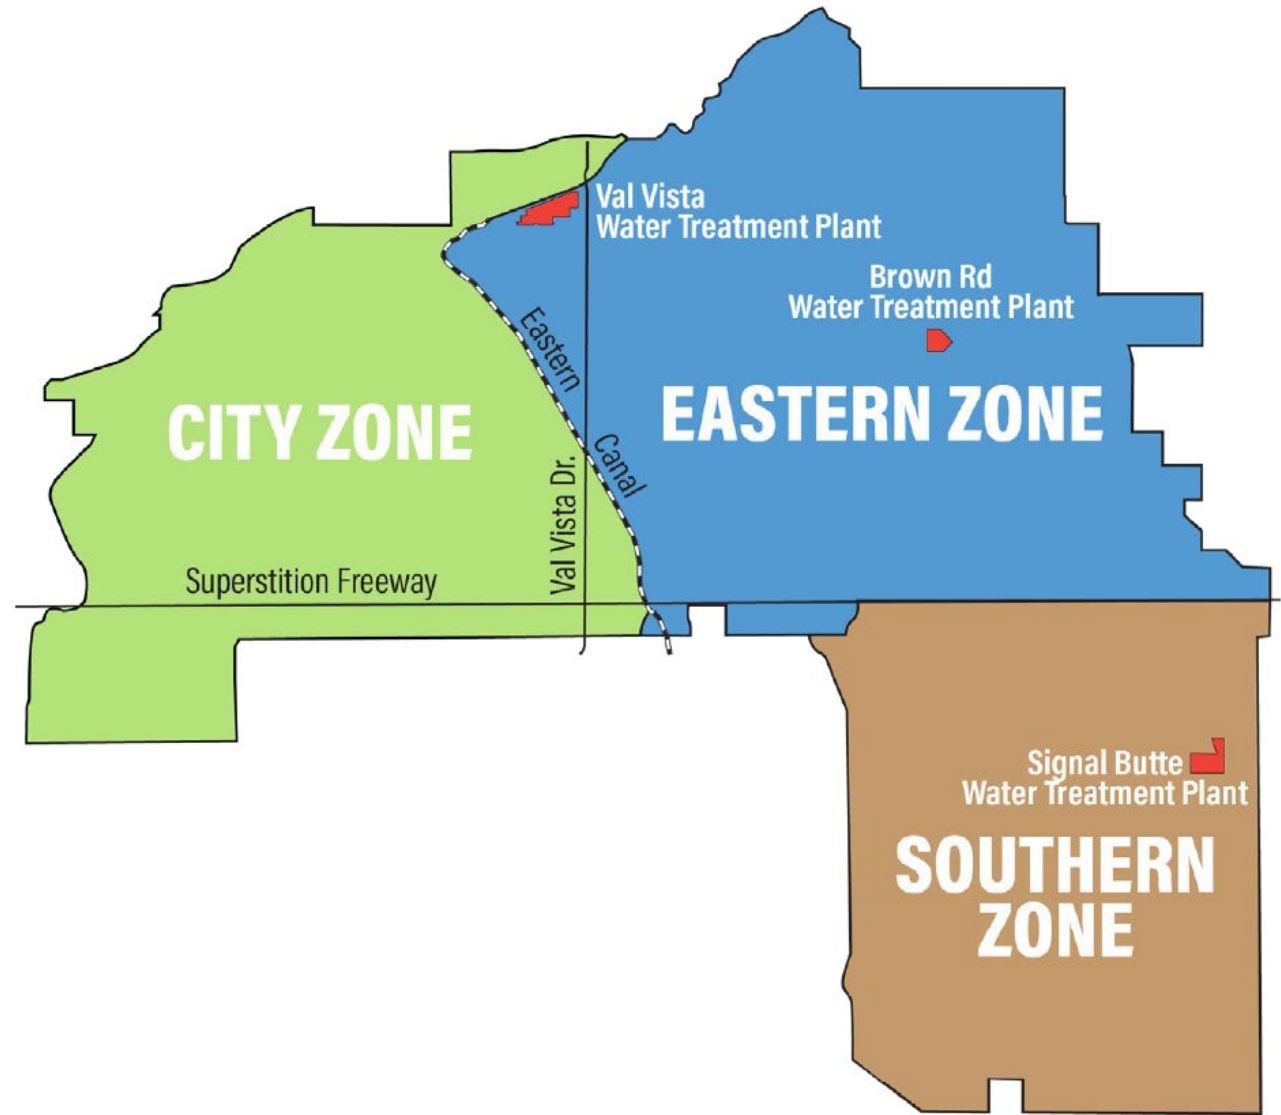 Val Vista
Water Treatment Plant
Brown Rd
Water Treatment Plant
Eastern
Canal
CITY ZONE
EASTERN ZONE
Val Vista Dr.
Superstition Freeway
Signal Butte
Water Treatment Plant
SOUTHERN
ZONE